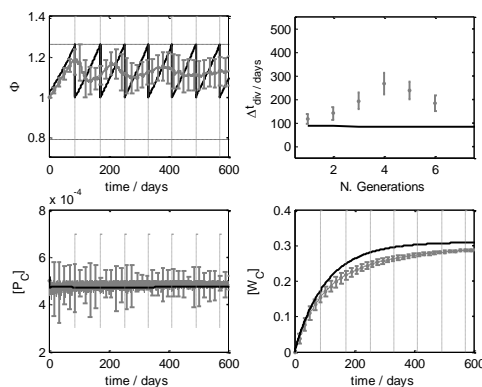 1.4
1.2
1
0.8
Φ
0 200 400 600
time / days
500
400
300
200
100
0
Δt_div / days
2 4 6
N. Generations
x 10^-4
8
6
4
2
[P_C]
0 200 400 600
time / days
0.4
0.3
0.2
0.1
0
[W_C]
0 200 400 600
time / days